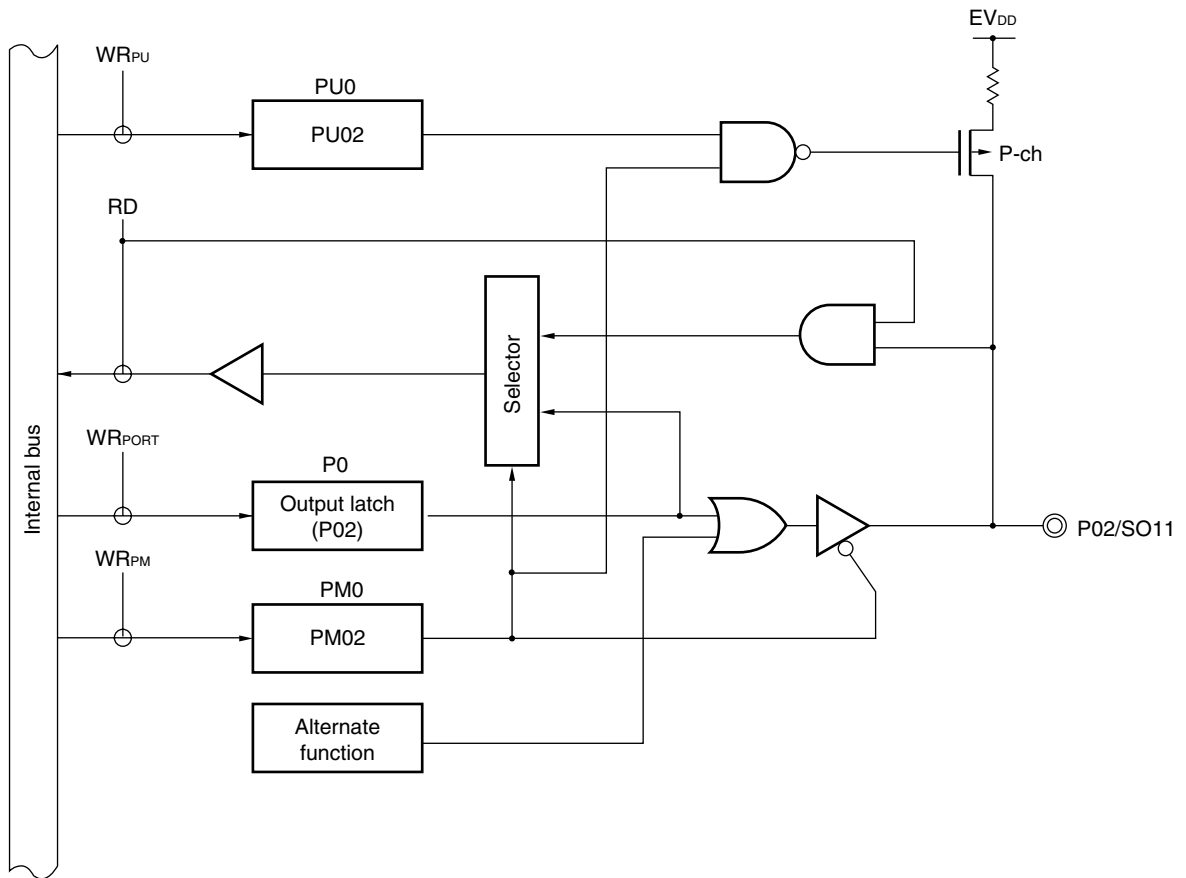 EVDD
WRPU
PU0
PU02
P-ch
RD
Selector
Internal bus
WRPORT
P0
Output latch
(P02)
P02/SO11
WRPM
PM0
PM02
Alternate
function